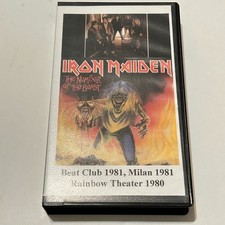 IRON MAIDEN
THE NUMBER
OF THE BEAST
Beat Club 1981, Milan 1981
Rainbow Theater 1980